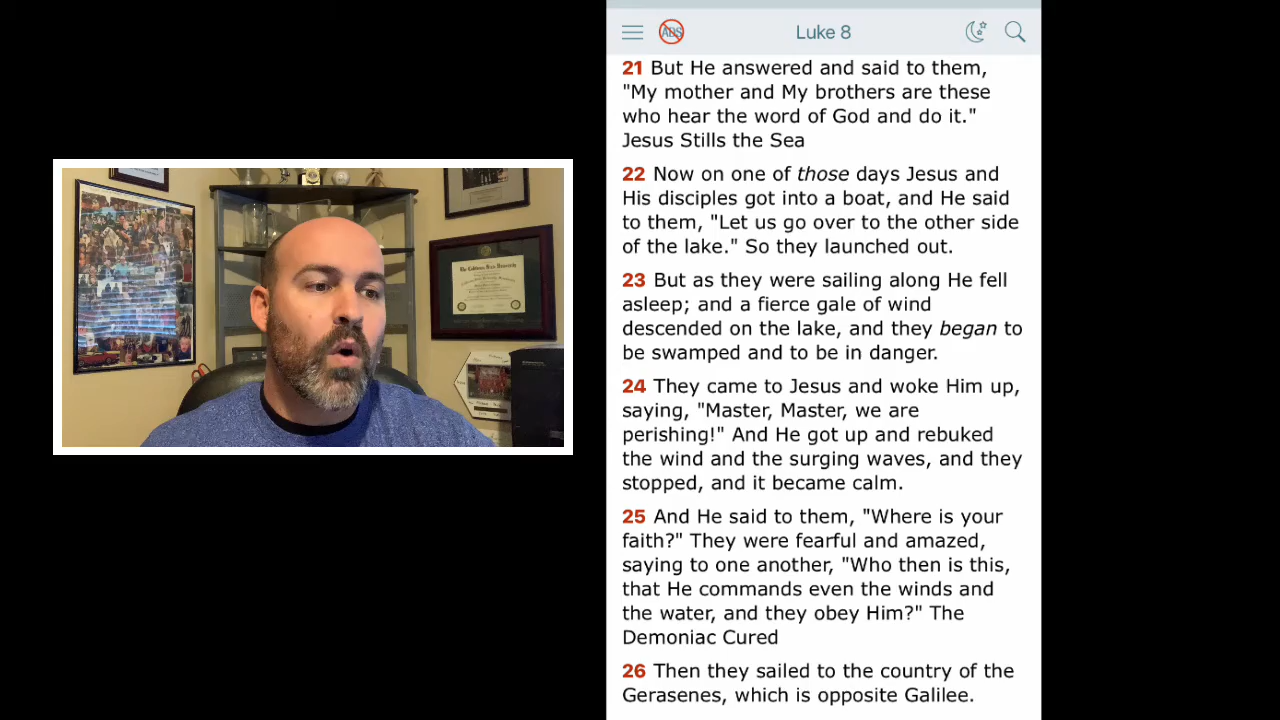 ADS
Luke 8
21 But He answered and said to them,
"My mother and My brothers are these
who hear the word of God and do it."
Jesus Stills the Sea
22 Now on one of those days Jesus and
His disciples got into a boat, and He said
to them, "Let us go over to the other side
of the lake." So they launched out.
23 But as they were sailing along He fell
asleep; and a fierce gale of wind
descended on the lake, and they began to
be swamped and to be in danger.
24 They came to Jesus and woke Him up,
saying, "Master, Master, we are
perishing!" And He got up and rebuked
the wind and the surging waves, and they
stopped, and it became calm.
25 And He said to them, "Where is your
faith?" They were fearful and amazed,
saying to one another, "Who then is this,
that He commands even the winds and
the water, and they obey Him?" The
Demoniac Cured
26 Then they sailed to the country of the
Gerasenes, which is opposite Galilee.